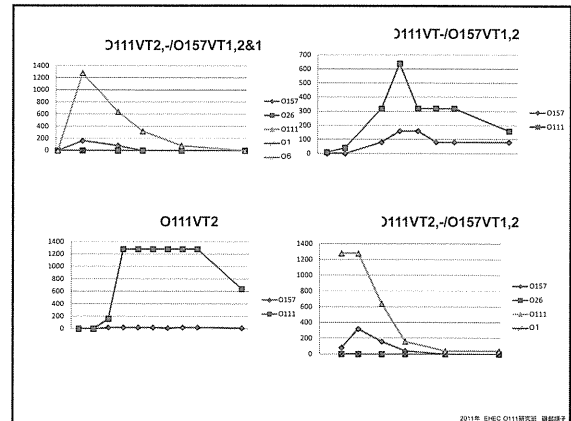 O111VT2,-/O157VT1,2&1
1400
1200
1000
800
600
400
200
0
O157
O26
O111
O1
O6
O111VT-/O157VT1,2
700
600
500
400
300
200
100
0
O157
O111
O111VT2
1400
1200
1000
800
600
400
200
0
O157
O111
O111VT2,-/O157VT1,2
1400
1200
1000
800
600
400
200
0
O157
O26
O111
O1
2011年 EHEC O111研究班